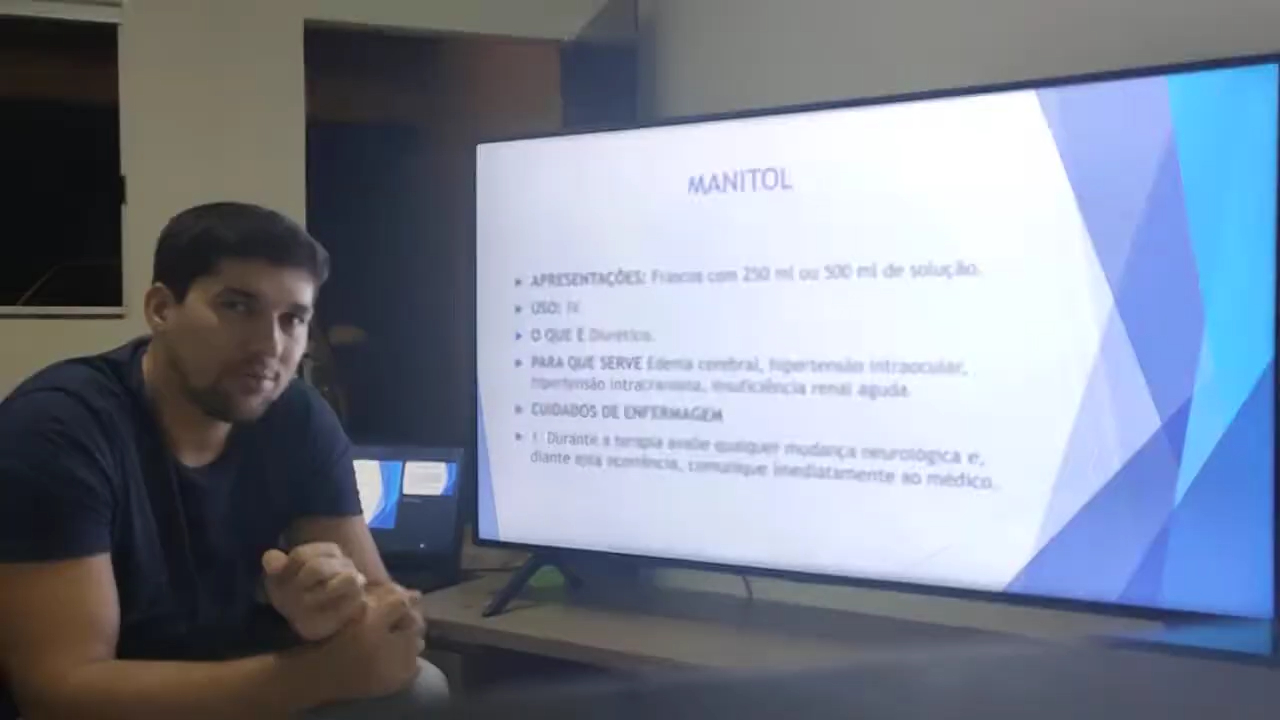 MANITOL
APRESENTAÇÕES: Frascos com 250 ml ou 500 ml de solução.
USO: IV.
O QUE É Diurético.
PARA QUE SERVE Edema cerebral, hipertensão intraocular,
hipertensão intracraniana, insuficiência renal aguda.
CUIDADOS DE ENFERMAGEM
1. Durante a terapia avalie qualquer mudança neurológica e,
diante esta ocorrência, comunique imediatamente ao médico.